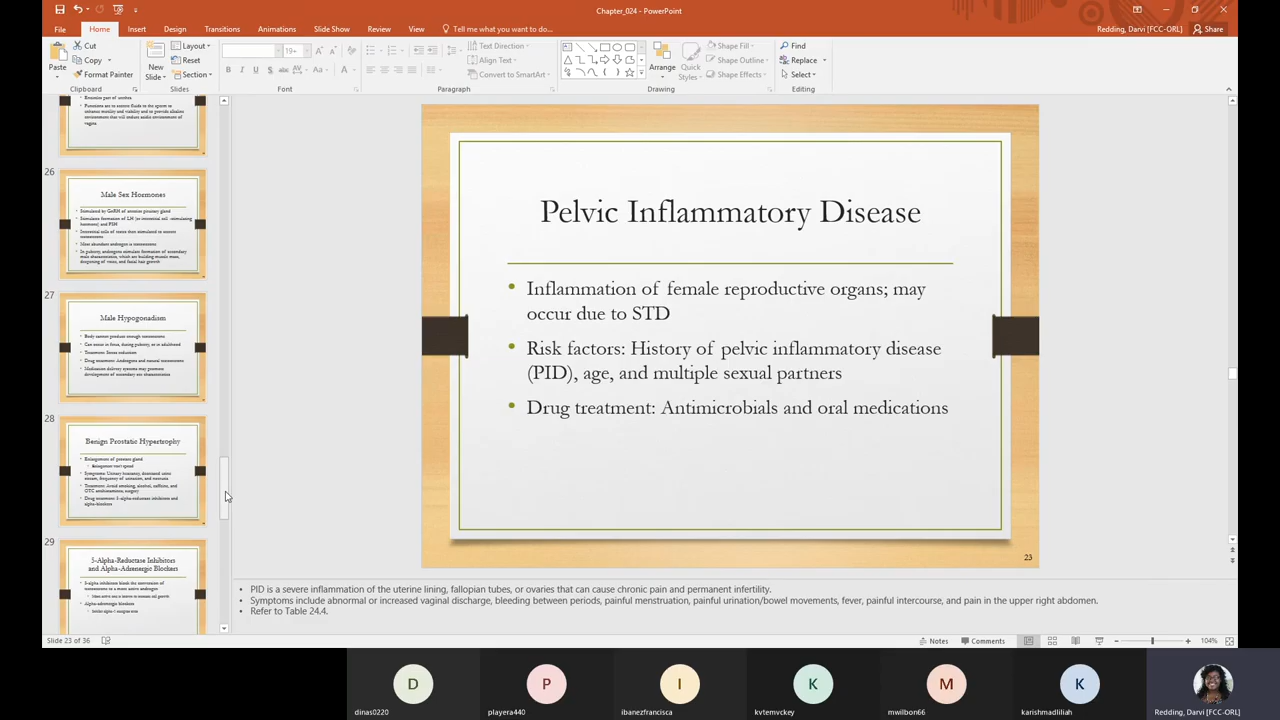 Chapter_024 - PowerPoint
File Home Insert Design Transitions Animations Slide Show Review View Tell me what you want to do... Redding, Darvi [FCC-ORL] Share
Paste Cut Copy Format Painter Clipboard
New Slide Layout Reset Section Slides
19+ B I U S abc AV Aa A Font
Text Direction Align Text Convert to SmartArt Paragraph
Arrange Quick Styles Shape Fill Shape Outline Shape Effects Drawing
Find Replace Select Editing
26
Male Sex Hormones
27
Male Hypogonadism
28
Benign Prostatic Hypertrophy
Enlargement of prostate gland
29
5-Alpha-Reductase Inhibitors
and Alpha-Adrenergic Blockers
Pelvic Inflammatory Disease
• Inflammation of female reproductive organs; may
occur due to STD
• Risk factors: History of pelvic inflammatory disease
(PID), age, and multiple sexual partners
• Drug treatment: Antimicrobials and oral medications
23
• PID is a severe inflammation of the uterine lining, fallopian tubes, or ovaries that can cause chronic pain and permanent infertility.
• Symptoms include abnormal or increased vaginal discharge, bleeding between periods, painful menstruation, painful urination/bowel movements, fever, painful intercourse, and pain in the upper right abdomen.
• Refer to Table 24.4.
Slide 23 of 36 Notes Comments 104%
D P I K M K
dinas0220 playera440 ibanezfrancisca kvtemvckey mwilbon66 karishmadliliah Redding, Darvi [FCC-ORL]